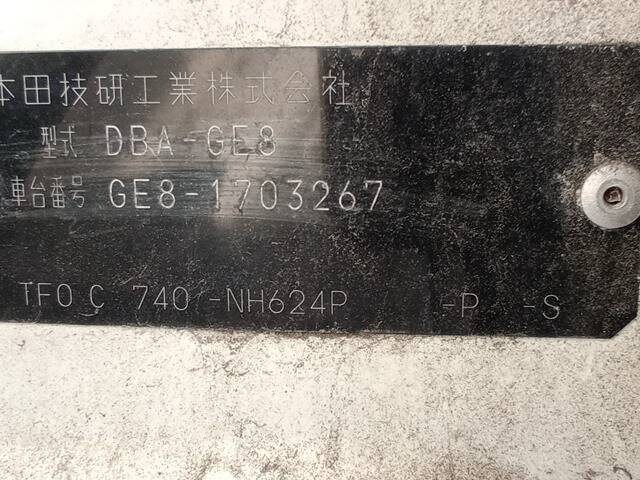 本田技研工業株式会社
型式 DBA-GE8
車台番号 GE8-1703267
TF0 C 740 -NH624P -P -S